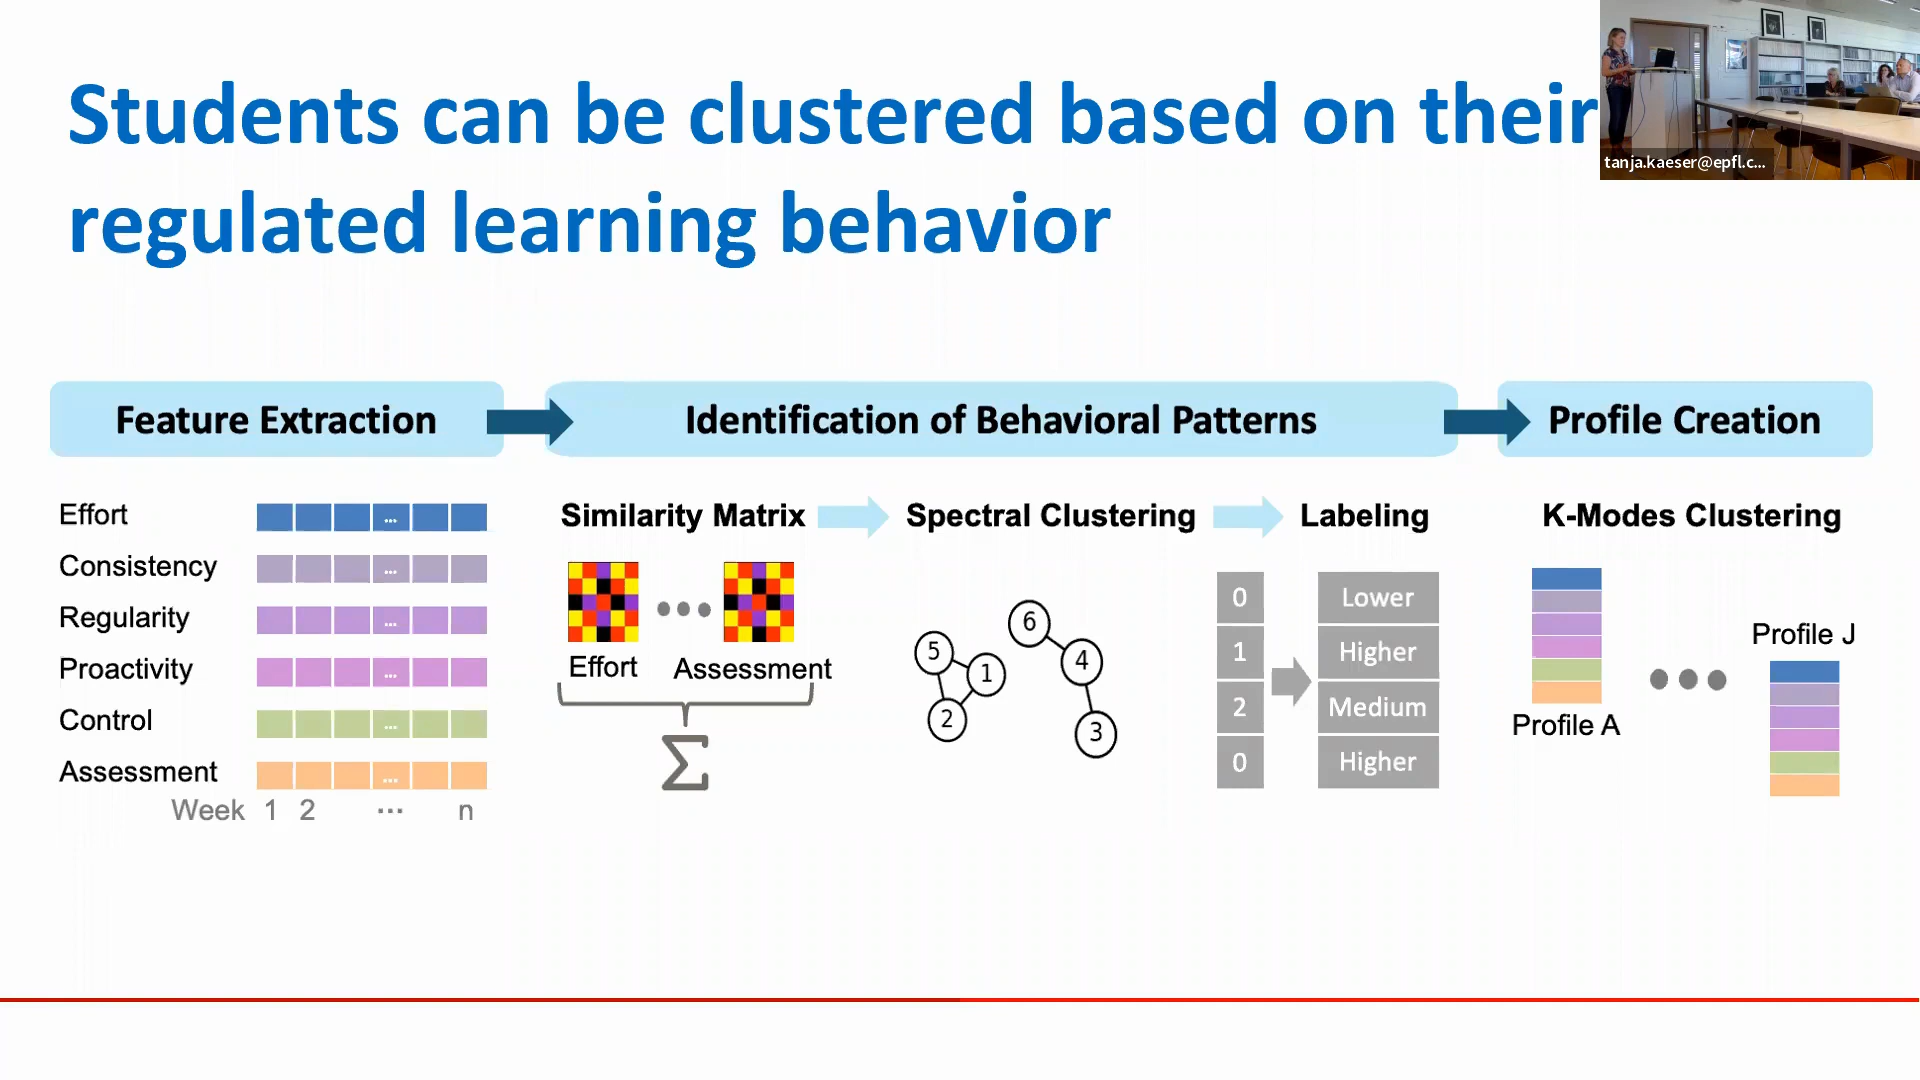 Students can be clustered based on their
regulated learning behavior
tanja.kaeser@epfl.c...
Feature Extraction
Identification of Behavioral Patterns
Profile Creation
Effort
Consistency
Regularity
Proactivity
Control
Assessment
Week 1 2 ... n
Similarity Matrix
Effort
Assessment
Σ
Spectral Clustering
5
1
2
6
4
3
Labeling
0
1
2
0
Lower
Higher
Medium
Higher
K-Modes Clustering
Profile A
Profile J